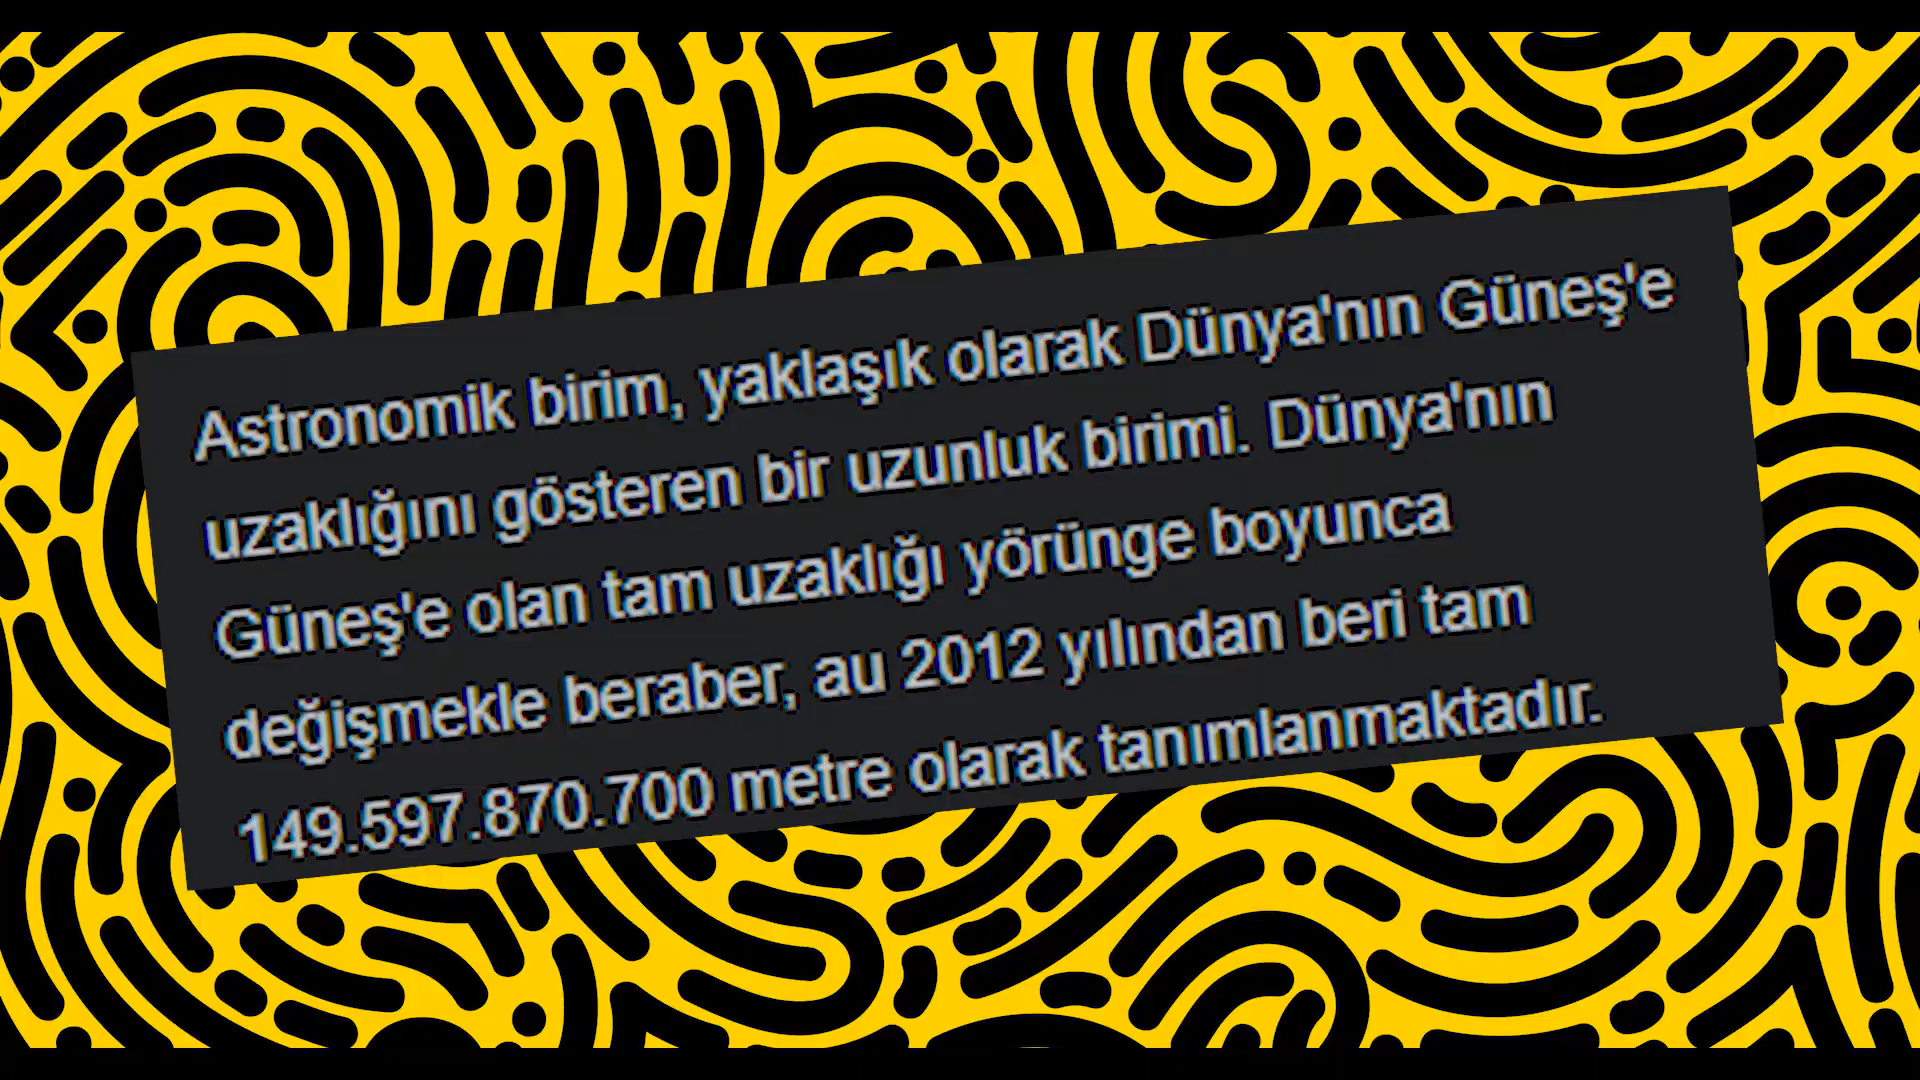 Astronomik birim, yaklaşık olarak Dünya'nın Güneş'e
uzaklığını gösteren bir uzunluk birimi. Dünya'nın
Güneş'e olan tam uzaklığı yörünge boyunca
değişmekle beraber, au 2012 yılından beri tam
149.597.870.700 metre olarak tanımlanmaktadır.